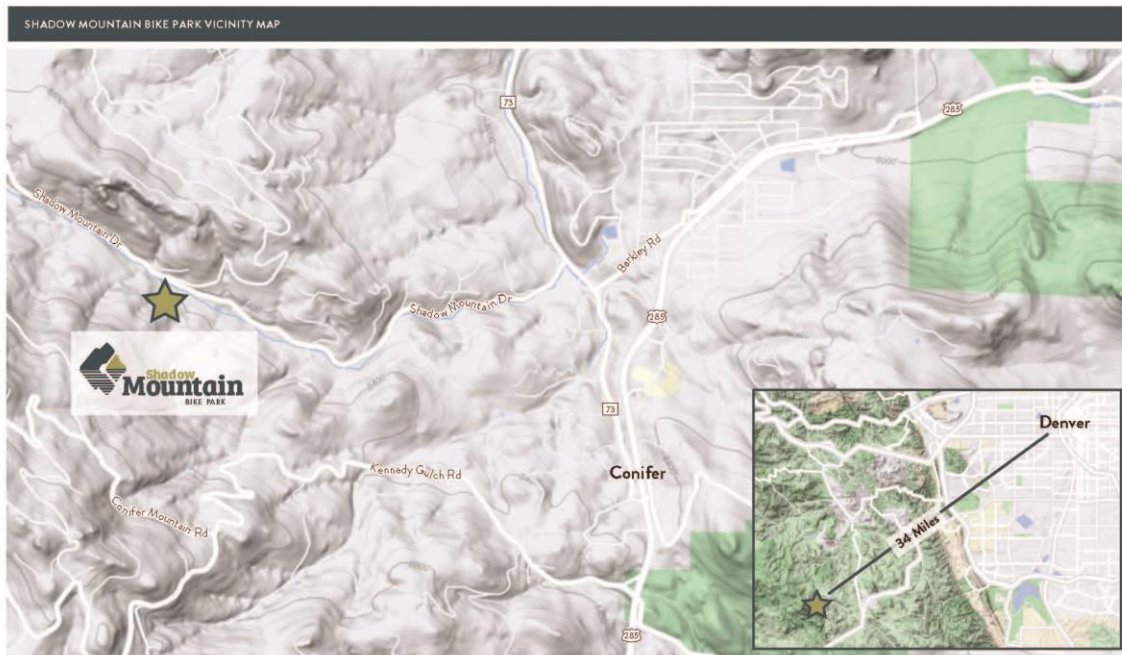 SHADOW MOUNTAIN BIKE PARK VICINITY MAP
73
285
Shadow Mountain Dr
Barkley Rd
Shadow Mountain Dr
285
Shadow
Mountain
BIKE PARK
73
Denver
Conifer
Kennedy Gulch Rd
Conifer Mountain Rd
34 Miles
285